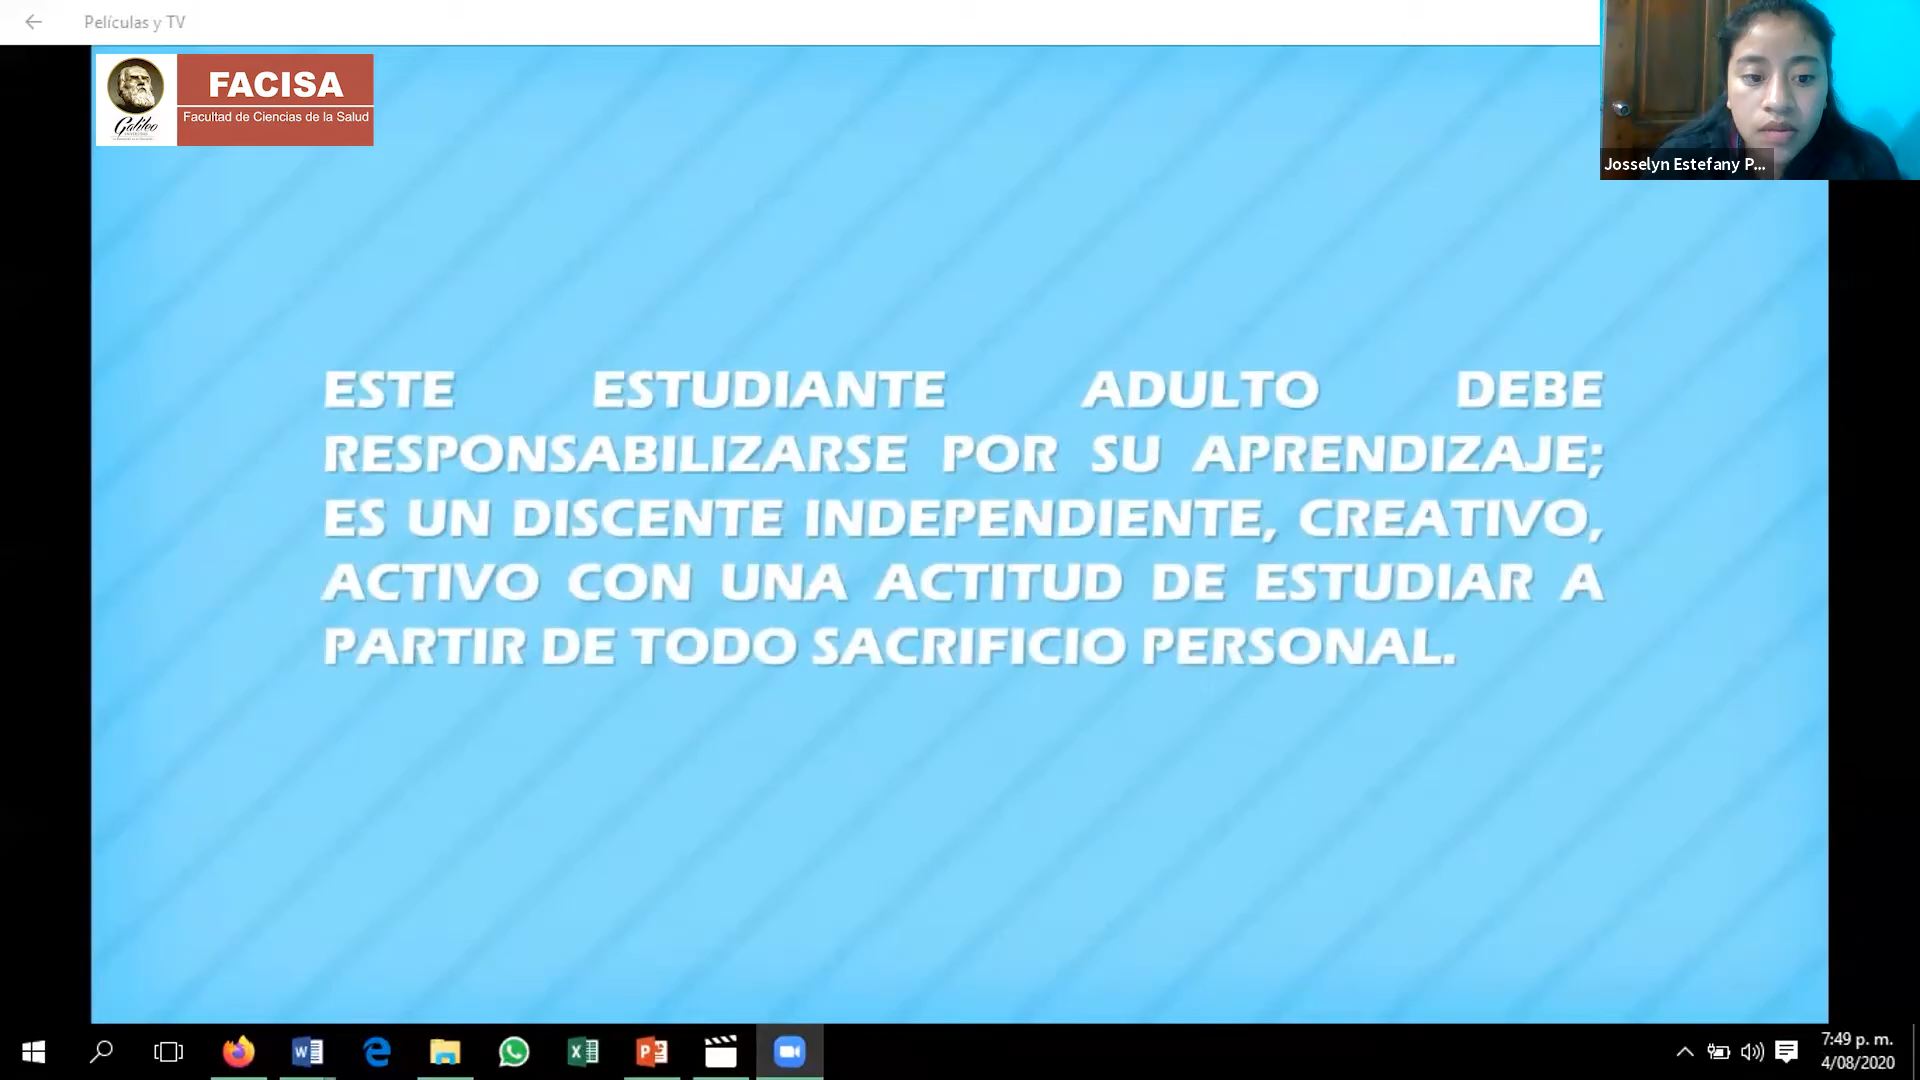 Películas y TV
FACISA
Facultad de Ciencias de la Salud
Galileo
Josselyn Estefany P...
ESTE ESTUDIANTE ADULTO DEBE
RESPONSABILIZARSE POR SU APRENDIZAJE;
ES UN DISCENTE INDEPENDIENTE, CREATIVO,
ACTIVO CON UNA ACTITUD DE ESTUDIAR A
PARTIR DE TODO SACRIFICIO PERSONAL.
7:49 p. m.
4/08/2020